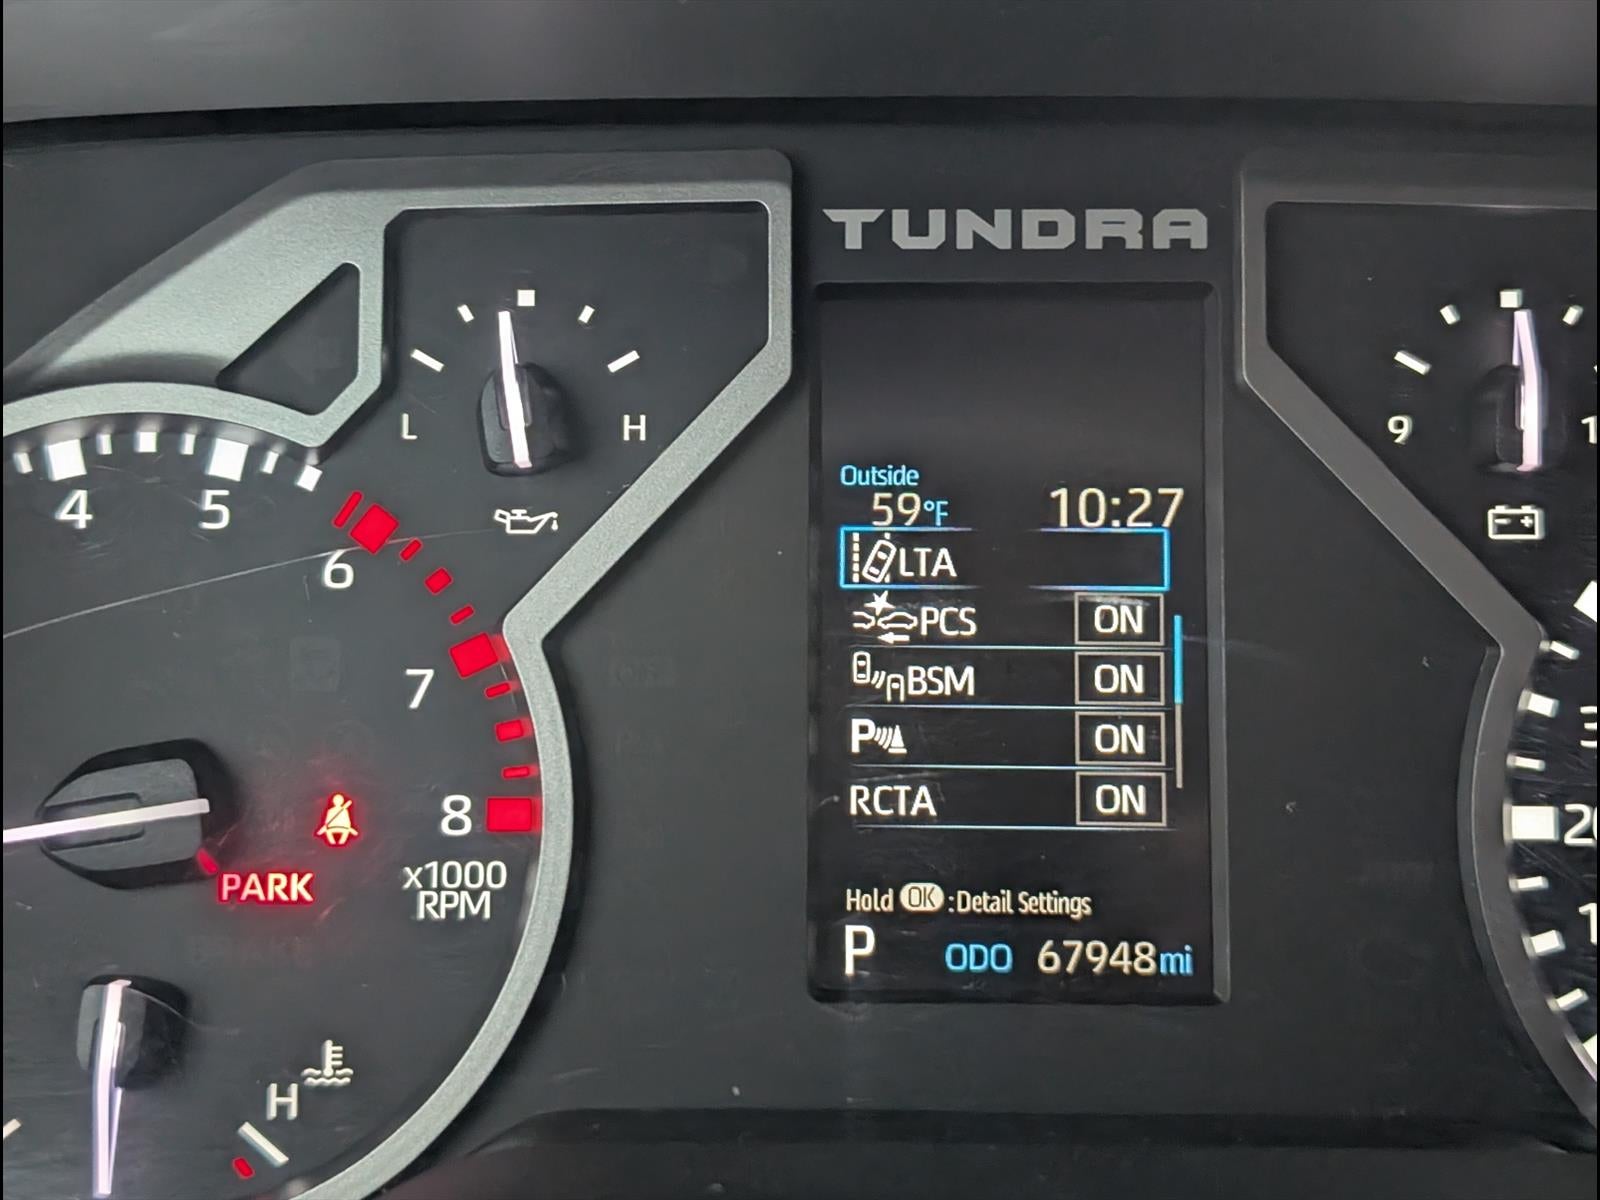 TUNDRA
L
H
9
4
5
6
7
8
x1000
RPM
PARK
H
Outside
59°F
10:27
LTA
PCS ON
BSM ON
P ON
RCTA ON
Hold OK : Detail Settings
P ODO 67948mi